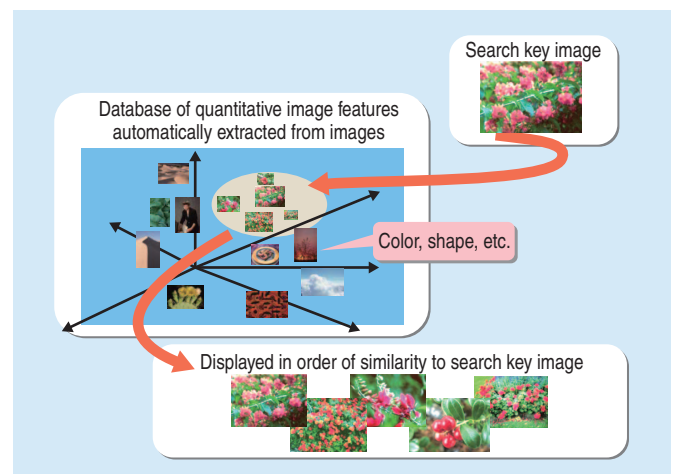 Search key image
Database of quantitative image features
automatically extracted from images
Color, shape, etc.
Displayed in order of similarity to search key image